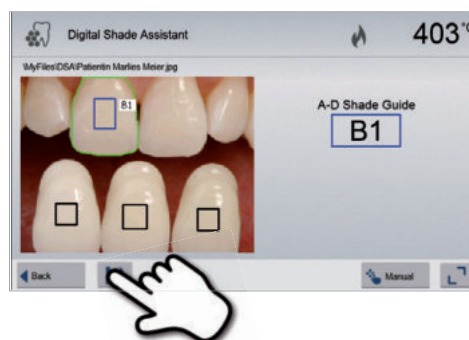 Digital Shade Assistant
403 °C
\MyFiles\DSA\Patientin Marlies Meier.jpg
B1
A-D Shade Guide
B1
Back
Manual